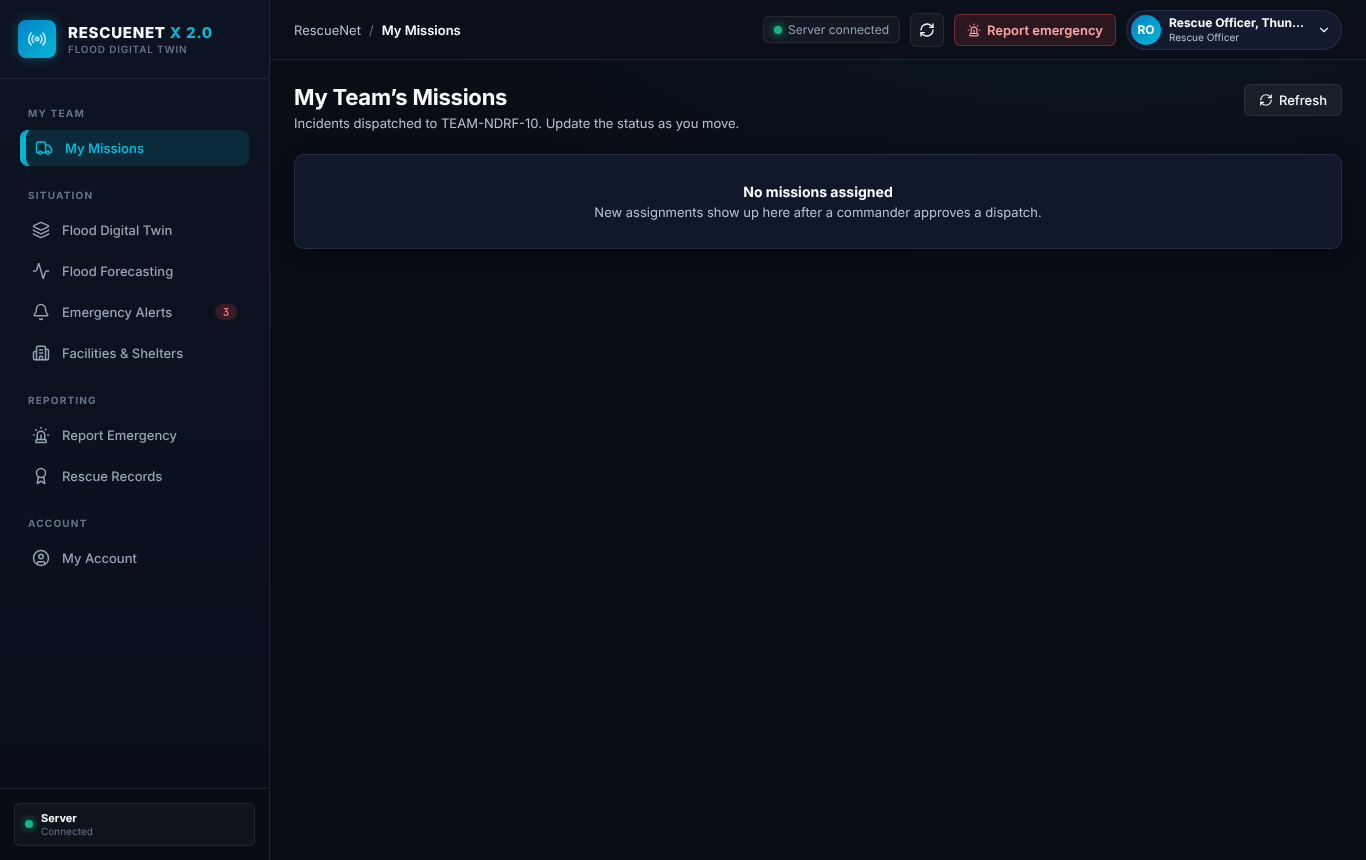 RESCUENET X 2.0
FLOOD DIGITAL TWIN
RescueNet / My Missions
Server connected
Report emergency
RO
Rescue Officer, Thun...
Rescue Officer
MY TEAM
My Missions
SITUATION
Flood Digital Twin
Flood Forecasting
Emergency Alerts
3
Facilities & Shelters
REPORTING
Report Emergency
Rescue Records
ACCOUNT
My Account
Server
Connected
My Team’s Missions
Incidents dispatched to TEAM-NDRF-10. Update the status as you move.
Refresh
No missions assigned
New assignments show up here after a commander approves a dispatch.